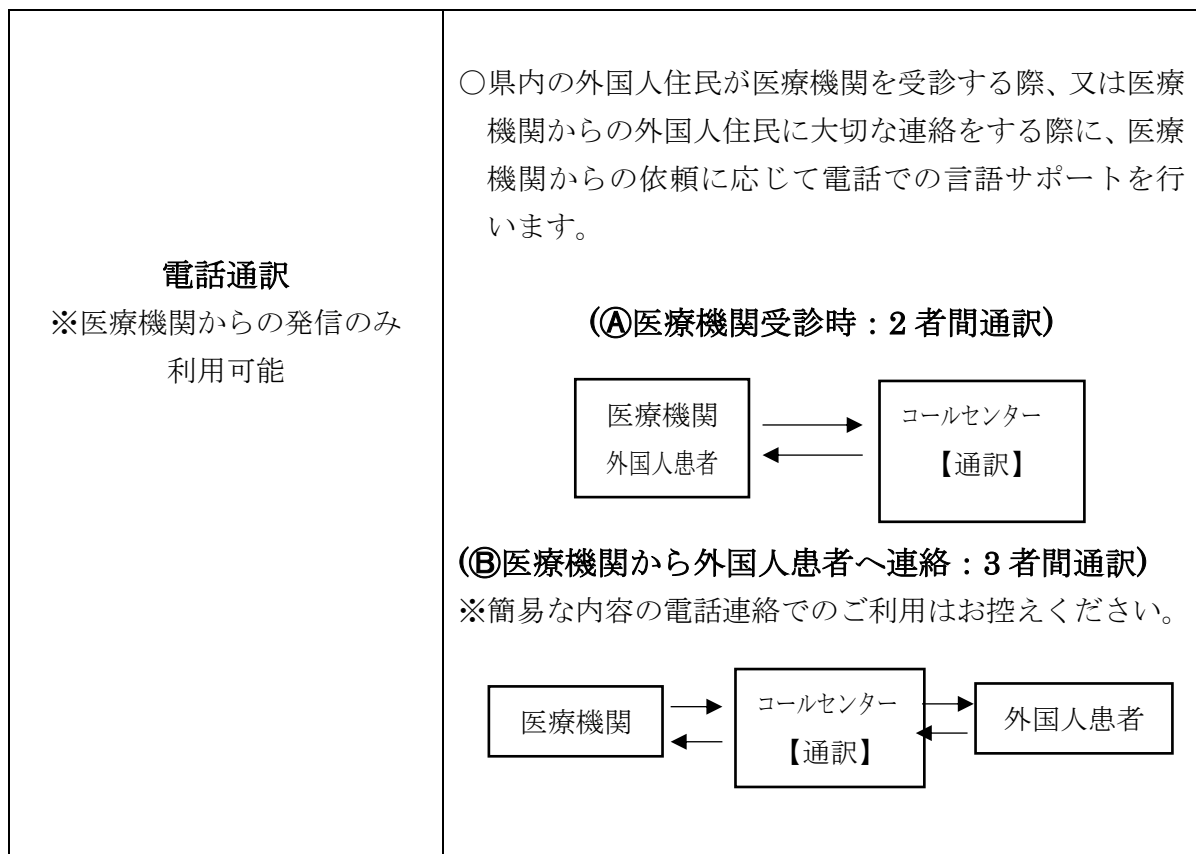 電話通訳
※医療機関からの発信のみ
利用可能
○県内の外国人住民が医療機関を受診する際、又は医療
機関からの外国人住民に大切な連絡をする際に、医療
機関からの依頼に応じて電話での言語サポートを行
います。
(Ⓐ医療機関受診時：2者間通訳)
医療機関
外国人患者
コールセンター
【通訳】
(Ⓑ医療機関から外国人患者へ連絡：3者間通訳)
※簡易な内容の電話連絡でのご利用はお控えください。
医療機関
コールセンター
【通訳】
外国人患者